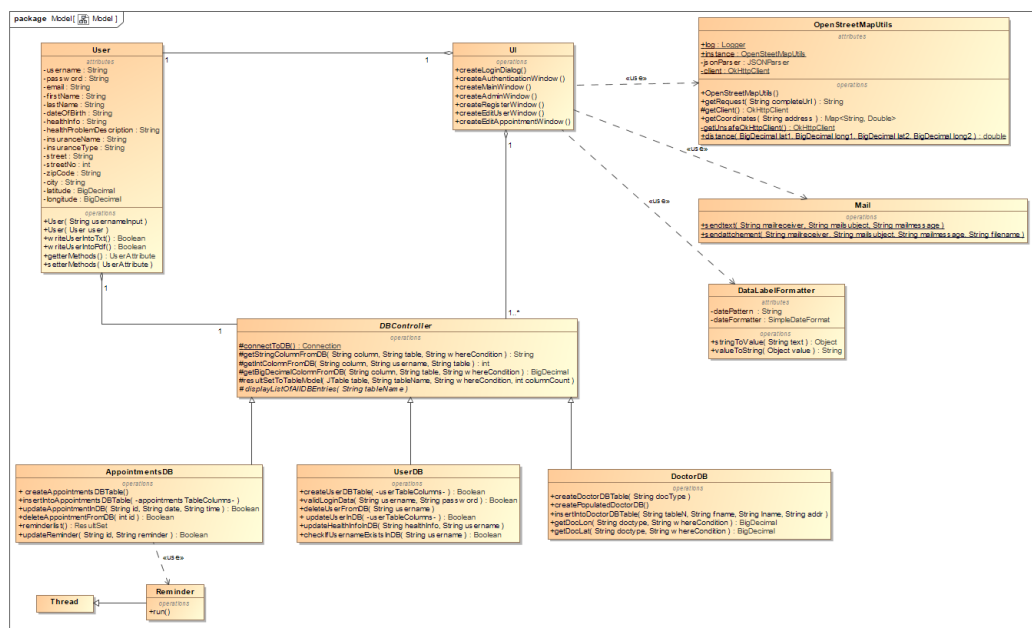 package Model[ Model ]
User
attributes
-username : String
-password : String
-email : String
-firstName : String
-lastName : String
-dateOfBirth : String
-healthInfo : String
-healthProblemDescription : String
-insuranceName : String
-insuranceType : String
-street : String
-streetNo : int
-zipCode : String
-city : String
-latitude : BigDecimal
-longitude : BigDecimal
operations
+User( String usernameInput )
+User( User user )
+writeUserIntoTxt() : Boolean
+writeUserIntoPdf() : Boolean
+getterMethods() : UserAttribute
+setterMethods( UserAttribute )
1
1
UI
operations
+createLoginDialog()
+createAuthenticationWindow()
+createMainWindow()
+createAdminWindow()
+createRegisterWindow()
+createEditUserWindow()
+createEditAppointmentWindow()
OpenStreetMapUtils
attributes
+log : Logger
+instance : OpenSteetMapUtils
-jsonParser : JSONParser
-client : OkHttpClient
operations
+OpenStreetMapUtils()
+getRequest( String completeUrl ) : String
#getClient() : OkHttpClient
+getCoordinates( String address ) : Map<String, Double>
-getUnsafeOkHttpClient() : OkHttpClient
+distance( BigDecimal lat1, BigDecimal long1, BigDecimal lat2, BigDecimal long2 ) : double
«use»
«use»
«use»
Mail
operations
+sendtext( String mailreceiver, String mailsubject, String mailmessage )
+sendattchement( String mailreceiver, String mailsubject, String mailmessage, String filename )
DataLabelFormatter
attributes
-datePattern : String
-dateFormatter : SimpleDateFormat
operations
+stringToValue( String text ) : Object
+valueToString( Object value ) : String
1
1
1
1..*
DBController
operations
#connectToDB() : Connection
#getStringColumnFromDB( String column, String table, String whereCondition ) : String
#getIntColomnFromDB( String column, String username, String table ) : int
#getBigDecimalColomnFromDB( String column, String table, String whereCondition ) : BigDecimal
#resultSetToTableModel( JTable table, String tableName, String whereCondition, int columnCount )
#displayListOfAllDBEntries( String tableName )
AppointmentsDB
operations
+ createAppointmentsDBTable()
+insertIntoAppointmentsDBTable( -appointmentsTableColumns- )
+updateAppointmentInDB( String id, String date, String time ) : Boolean
+deleteAppointmentFromDB( int id ) : Boolean
+reminderlist() : ResultSet
+updateReminder( String id, String reminder ) : Boolean
UserDB
operations
+createUserDBTable( -userTableColumns- ) : Boolean
+validLoginData( String username, String password ) : Boolean
+deleteUserFromDB( String username )
+ updateUserInDB( -userTableColumns- ) : Boolean
+updateHealthInfoInDB( String healthInfo, String username )
+checkIfUsernameExistsInDB( String username ) : Boolean
DoctorDB
operations
+createDoctorDBTable( String docType )
+createPopulatedDoctorDB()
+insertIntoDoctorDBTable( String tableN, String fname, String lname, String addr )
+getDocLon( String doctype, String whereCondition ) : BigDecimal
+getDocLat( String doctype, String whereCondition ) : BigDecimal
«use»
Thread
Reminder
operations
+run()